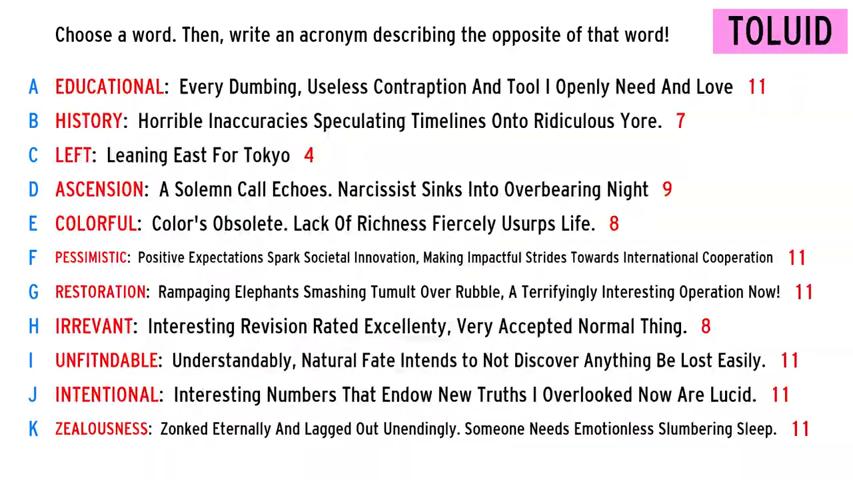 Choose a word. Then, write an acronym describing the opposite of that word!
TOLUID
A EDUCATIONAL: Every Dumbing, Useless Contraption And Tool I Openly Need And Love 11
B HISTORY: Horrible Inaccuracies Speculating Timelines Onto Ridiculous Yore. 7
C LEFT: Leaning East For Tokyo 4
D ASCENSION: A Solemn Call Echoes. Narcissist Sinks Into Overbearing Night 9
E COLORFUL: Color's Obsolete. Lack Of Richness Fiercely Usurps Life. 8
F PESSIMISTIC: Positive Expectations Spark Societal Innovation, Making Impactful Strides Towards International Cooperation 11
G RESTORATION: Rampaging Elephants Smashing Tumult Over Rubble, A Terrifyingly Interesting Operation Now! 11
H IRREVANT: Interesting Revision Rated Excellenty, Very Accepted Normal Thing. 8
I UNFITNDABLE: Understandably, Natural Fate Intends to Not Discover Anything Be Lost Easily. 11
J INTENTIONAL: Interesting Numbers That Endow New Truths I Overlooked Now Are Lucid. 11
K ZEALOUSNESS: Zonked Eternally And Lagged Out Unendingly. Someone Needs Emotionless Slumbering Sleep. 11